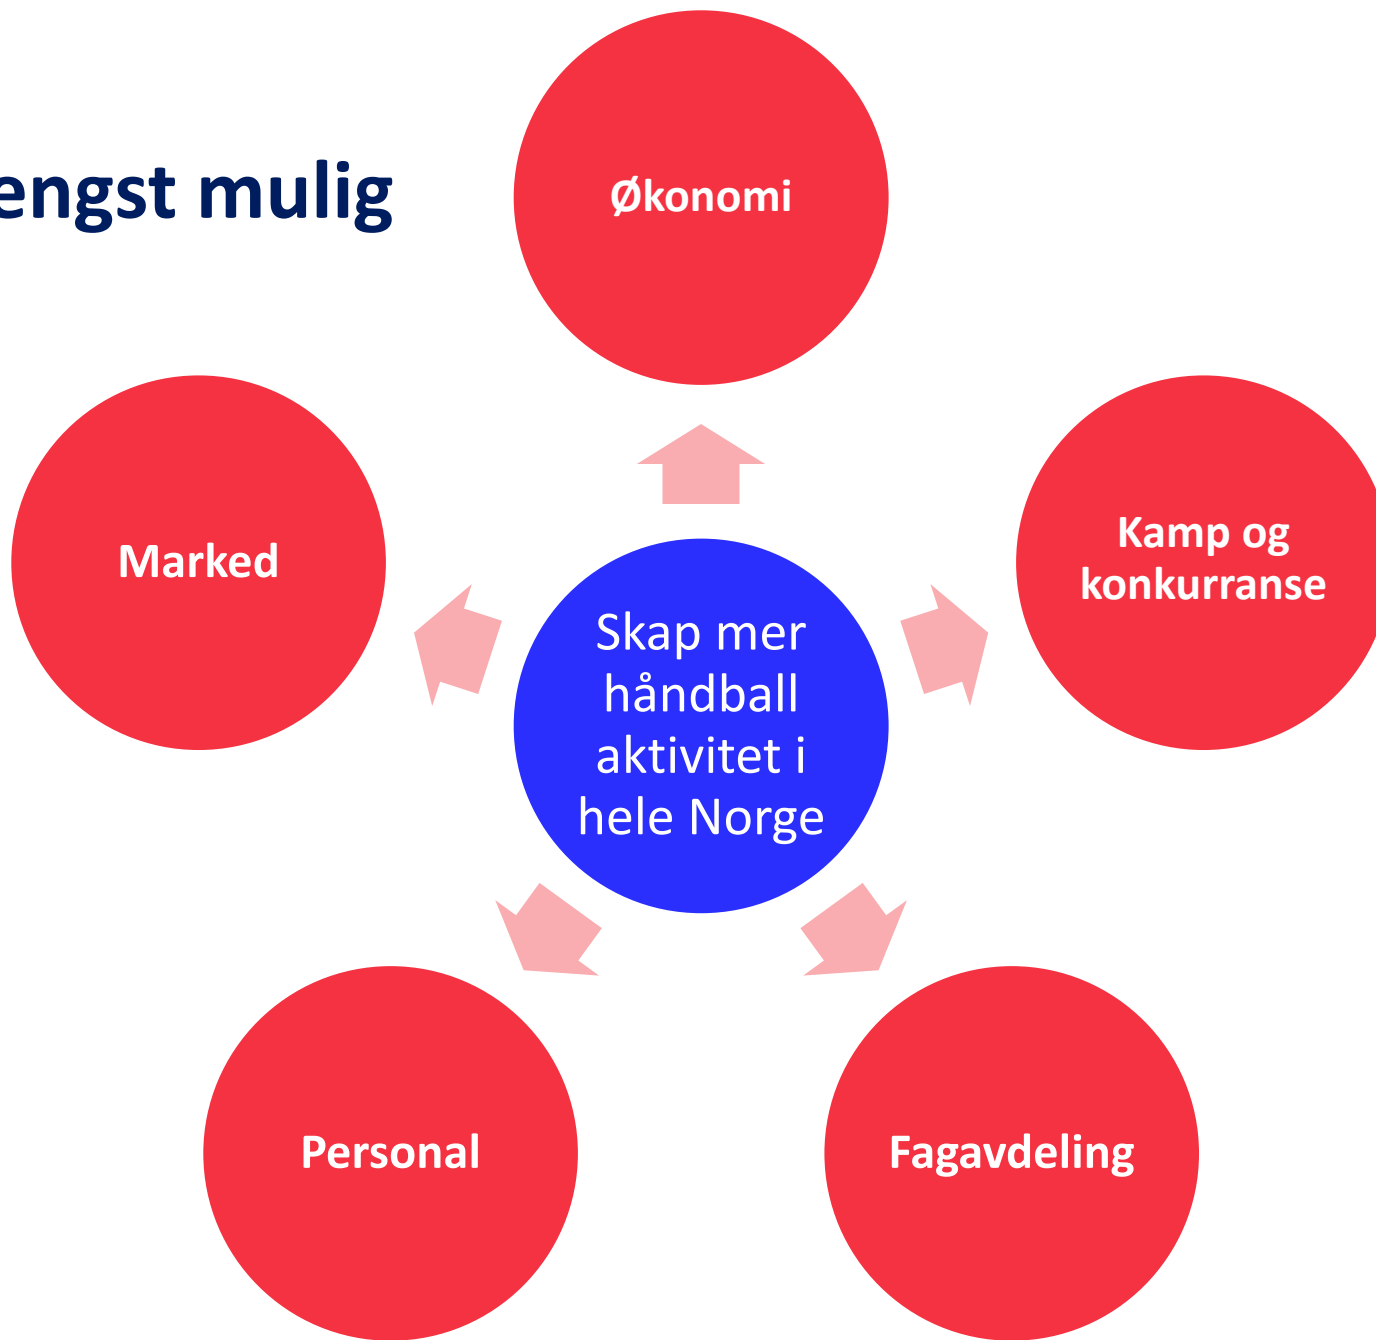 engst mulig
Økonomi
Marked
Kamp og
konkurranse
Skap mer
håndball
aktivitet i
hele Norge
Personal
Fagavdeling